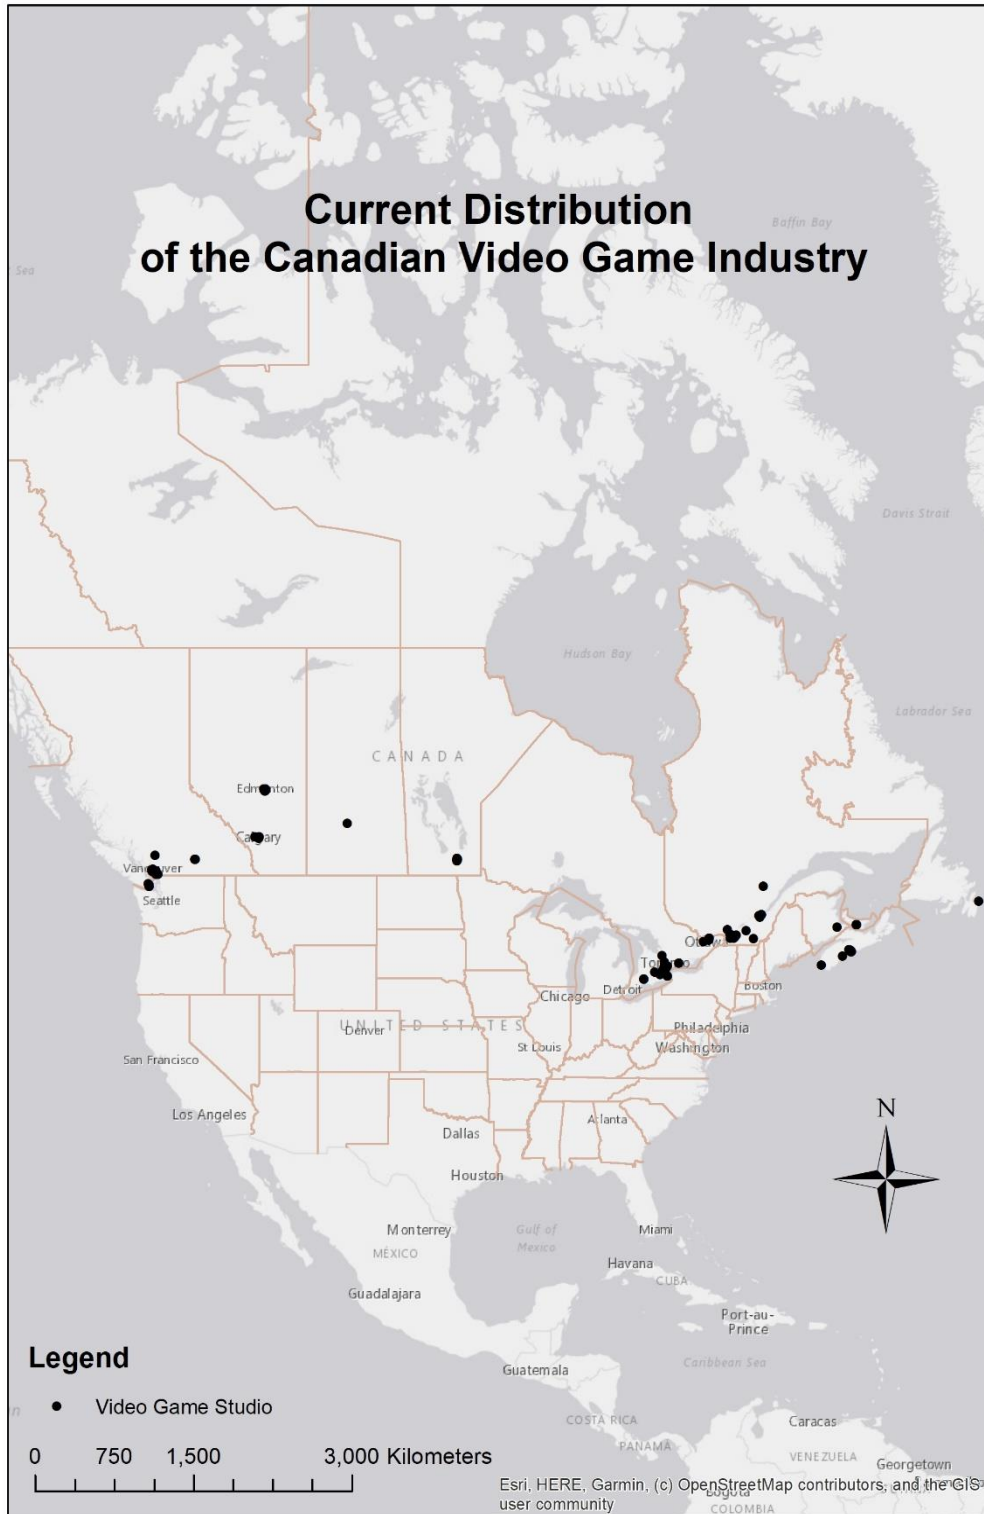 Current Distribution
of the Canadian Video Game Industry
Baffin Bay
Sea
Davis Strait
Hudson Bay
Labrador Sea
CANADA
Edmonton
Calgary
Vancouver
Seattle
Ottawa
Toronto
Detroit
Chicago
Boston
UNITED STATES
Denver
Philadelphia
Washington
St Louis
San Francisco
Los Angeles
Atlanta
Dallas
Houston
N
Monterrey
MÉXICO
Gulf of
Mexico
Miami
Havana
CUBA
Guadalajara
Port-au-
Prince
Caribbean Sea
Guatemala
Legend
Video Game Studio
COSTA RICA
PANAMÁ
Caracas
VENEZUELA
Georgetown
0 750 1,500 3,000 Kilometers
Bogotá
COLOMBIA
Esri, HERE, Garmin, (c) OpenStreetMap contributors, and the GIS
user community